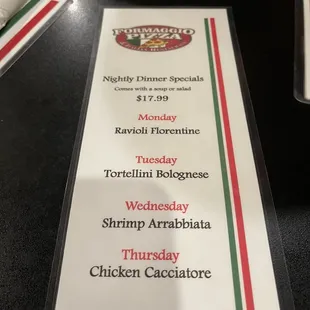 FORMAGGIO
PIZZA
Nightly Dinner Specials
Comes with a soup or salad
$17.99
Monday
Ravioli Florentine
Tuesday
Tortellini Bolognese
Wednesday
Shrimp Arrabbiata
Thursday
Chicken Cacciatore